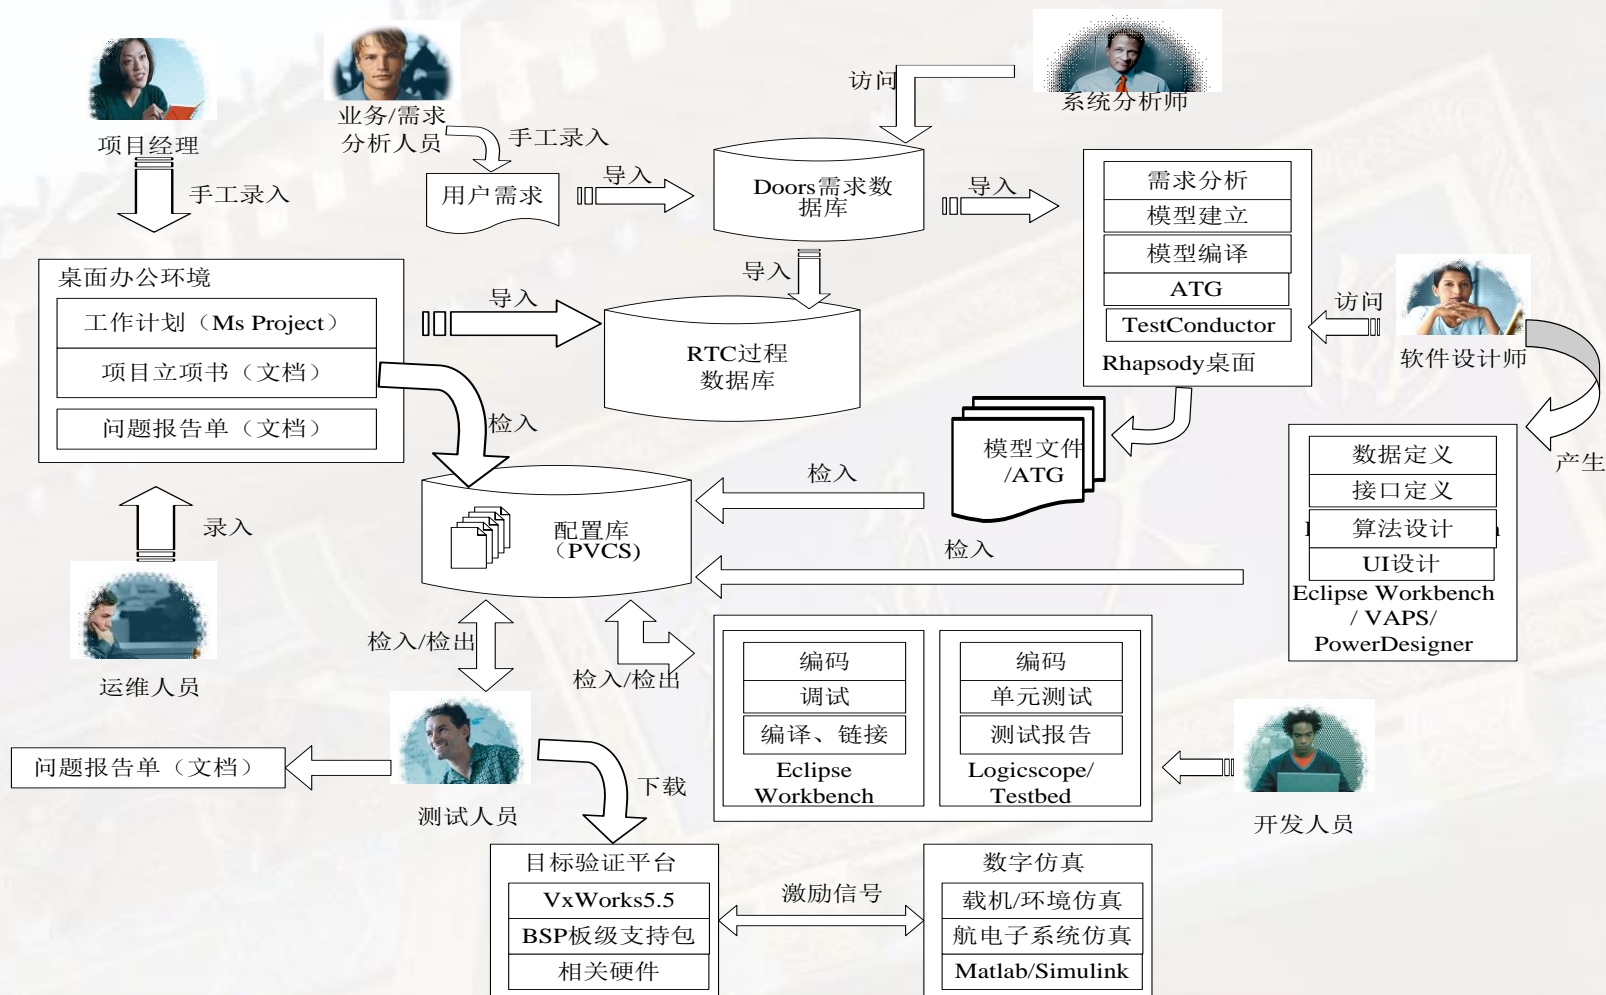 项目经理
手工录入
业务/需求
分析人员
手工录入
用户需求
导入
访问
系统分析师
Doors需求数
据库
导入
导入
需求分析
模型建立
模型编译
ATG
TestConductor
Rhapsody桌面
访问
软件设计师
产生
桌面办公环境
工作计划（Ms Project）
项目立项书（文档）
问题报告单（文档）
导入
RTC过程
数据库
检入
模型文件
/ATG
检入
配置库
（PVCS)
检入
数据定义
接口定义
算法设计
UI设计
Eclipse Workbench
/ VAPS/
PowerDesigner
录入
运维人员
检入/检出
检入/检出
编码
调试
编译、链接
Eclipse
Workbench
编码
单元测试
测试报告
Logicscope/
Testbed
开发人员
问题报告单（文档）
测试人员
下载
目标验证平台
VxWorks5.5
BSP板级支持包
相关硬件
激励信号
数字仿真
载机/环境仿真
航电子系统仿真
Matlab/Simulink